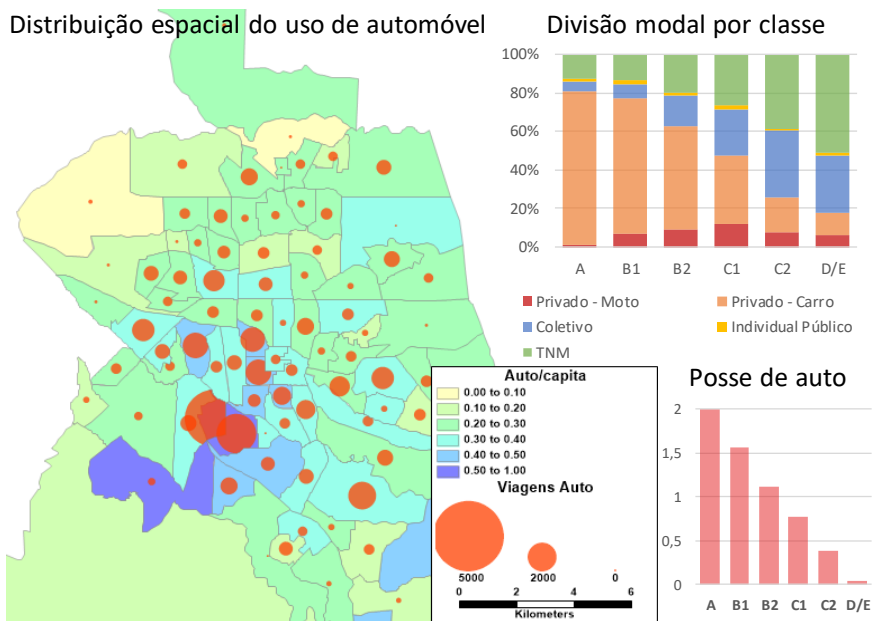 Distribuição espacial do uso de automóvel
Divisão modal por classe
100%
80%
60%
40%
20%
0%
A B1 B2 C1 C2 D/E
Privado - Moto Privado - Carro
Coletivo Individual Público
TNM
Auto/capita
0.00 to 0.10
0.10 to 0.20
0.20 to 0.30
0.30 to 0.40
0.40 to 0.50
0.50 to 1.00
Viagens Auto
5000 2000 0
0 2 4 6
Kilometers
Posse de auto
2
1,5
1
0,5
0
A B1 B2 C1 C2 D/E